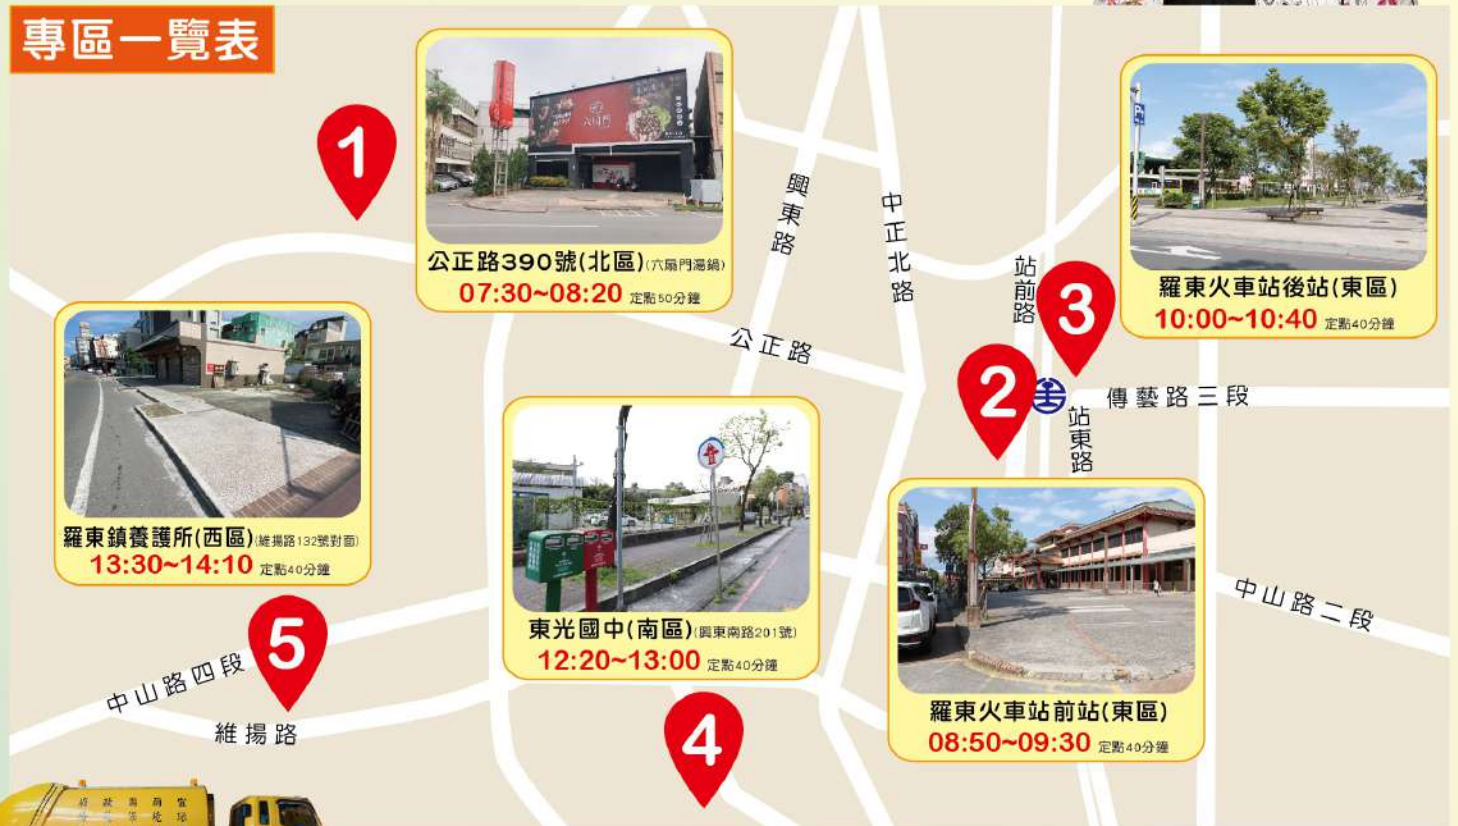 專區一覽表
1
六扇門
公正路390號(北區)(六扇門湯鍋)
07:30~08:20 定點50分鐘
興東路
中正北路
站前路
3
P
羅東火車站後站(東區)
10:00~10:40 定點40分鐘
公正路
2
傳藝路三段
站東路
羅東鎮養護所(西區)(維揚路132號對面)
13:30~14:10 定點40分鐘
東光國中(南區)(興東南路201號)
12:20~13:00 定點40分鐘
羅東火車站前站(東區)
08:50~09:30 定點40分鐘
中山路二段
5
中山路四段
維揚路
4